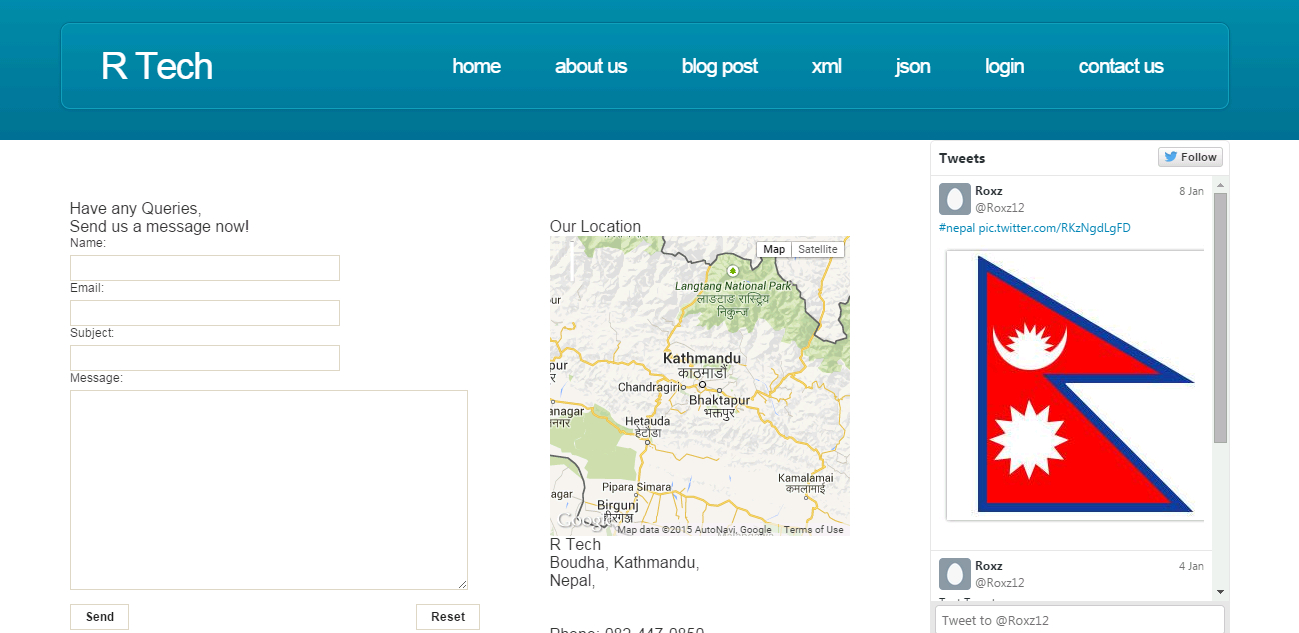 R Tech
home about us blog post xml json login contact us
Have any Queries,
Send us a message now!
Name:
Email:
Subject:
Message:
Send Reset
Our Location
Map Satellite
Langtang National Park
लाङटाङ राष्ट्रिय
निकुन्ज
ur
Kathmandu
काठमाडौं
pur
Chandragiri
Bhaktapur
भक्तपुर
anagar
नगर
Hetauda
हेटौडा
Kamalamai
कमलामाई
agar
Pipara Simara
Birgunj
वीरगञ्ज
Google
Map data ©2015 AutoNavi, Google Terms of Use
R Tech
Boudha, Kathmandu,
Nepal,
Phone: 982-447-0850
Tweets
Follow
Roxz 8 Jan
@Roxz12
#nepal pic.twitter.com/RKzNgdLgFD
Roxz 4 Jan
@Roxz12
Tweet to @Roxz12